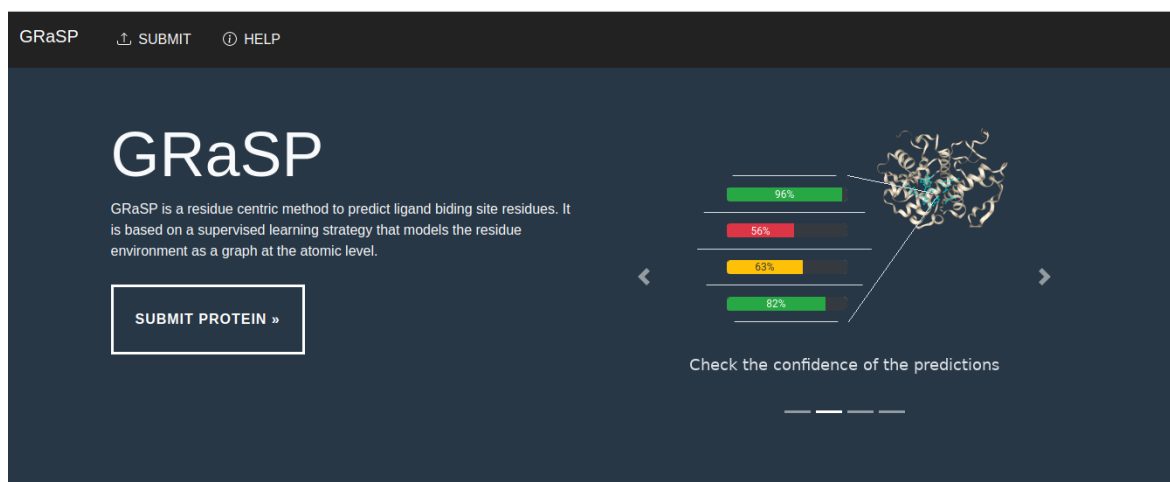 GRaSP
SUBMIT
HELP
GRaSP
GRaSP is a residue centric method to predict ligand biding site residues. It
is based on a supervised learning strategy that models the residue
environment as a graph at the atomic level.
SUBMIT PROTEIN »
96%
56%
63%
82%
Check the confidence of the predictions